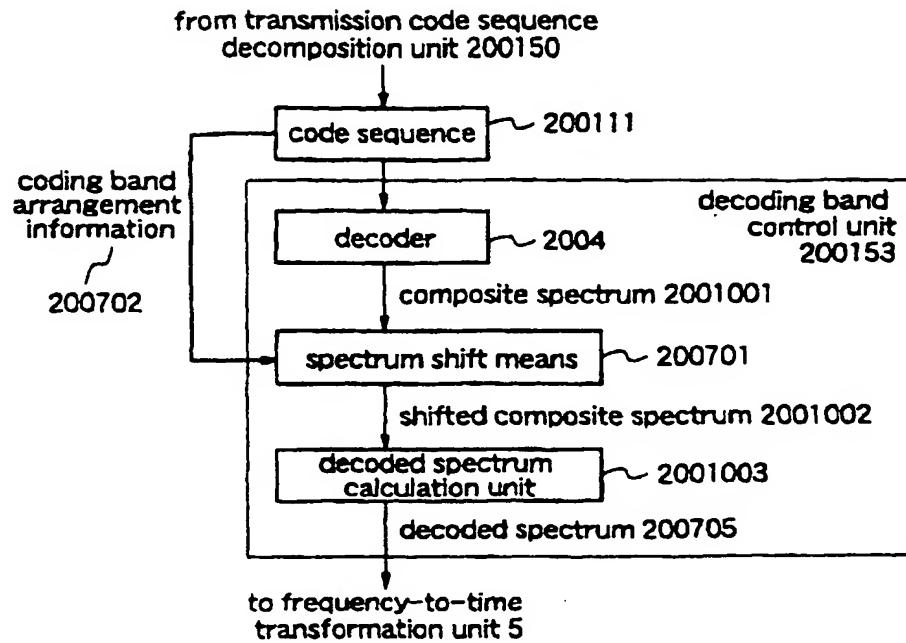 from transmission code sequence
decomposition unit 200150
code sequence
200111
coding band
arrangement
information
200702
decoding band
control unit
200153
decoder
2004
composite spectrum 2001001
spectrum shift means
200701
shifted composite spectrum 2001002
decoded spectrum
calculation unit
2001003
decoded spectrum 200705
to frequency-to-time
transformation unit 5